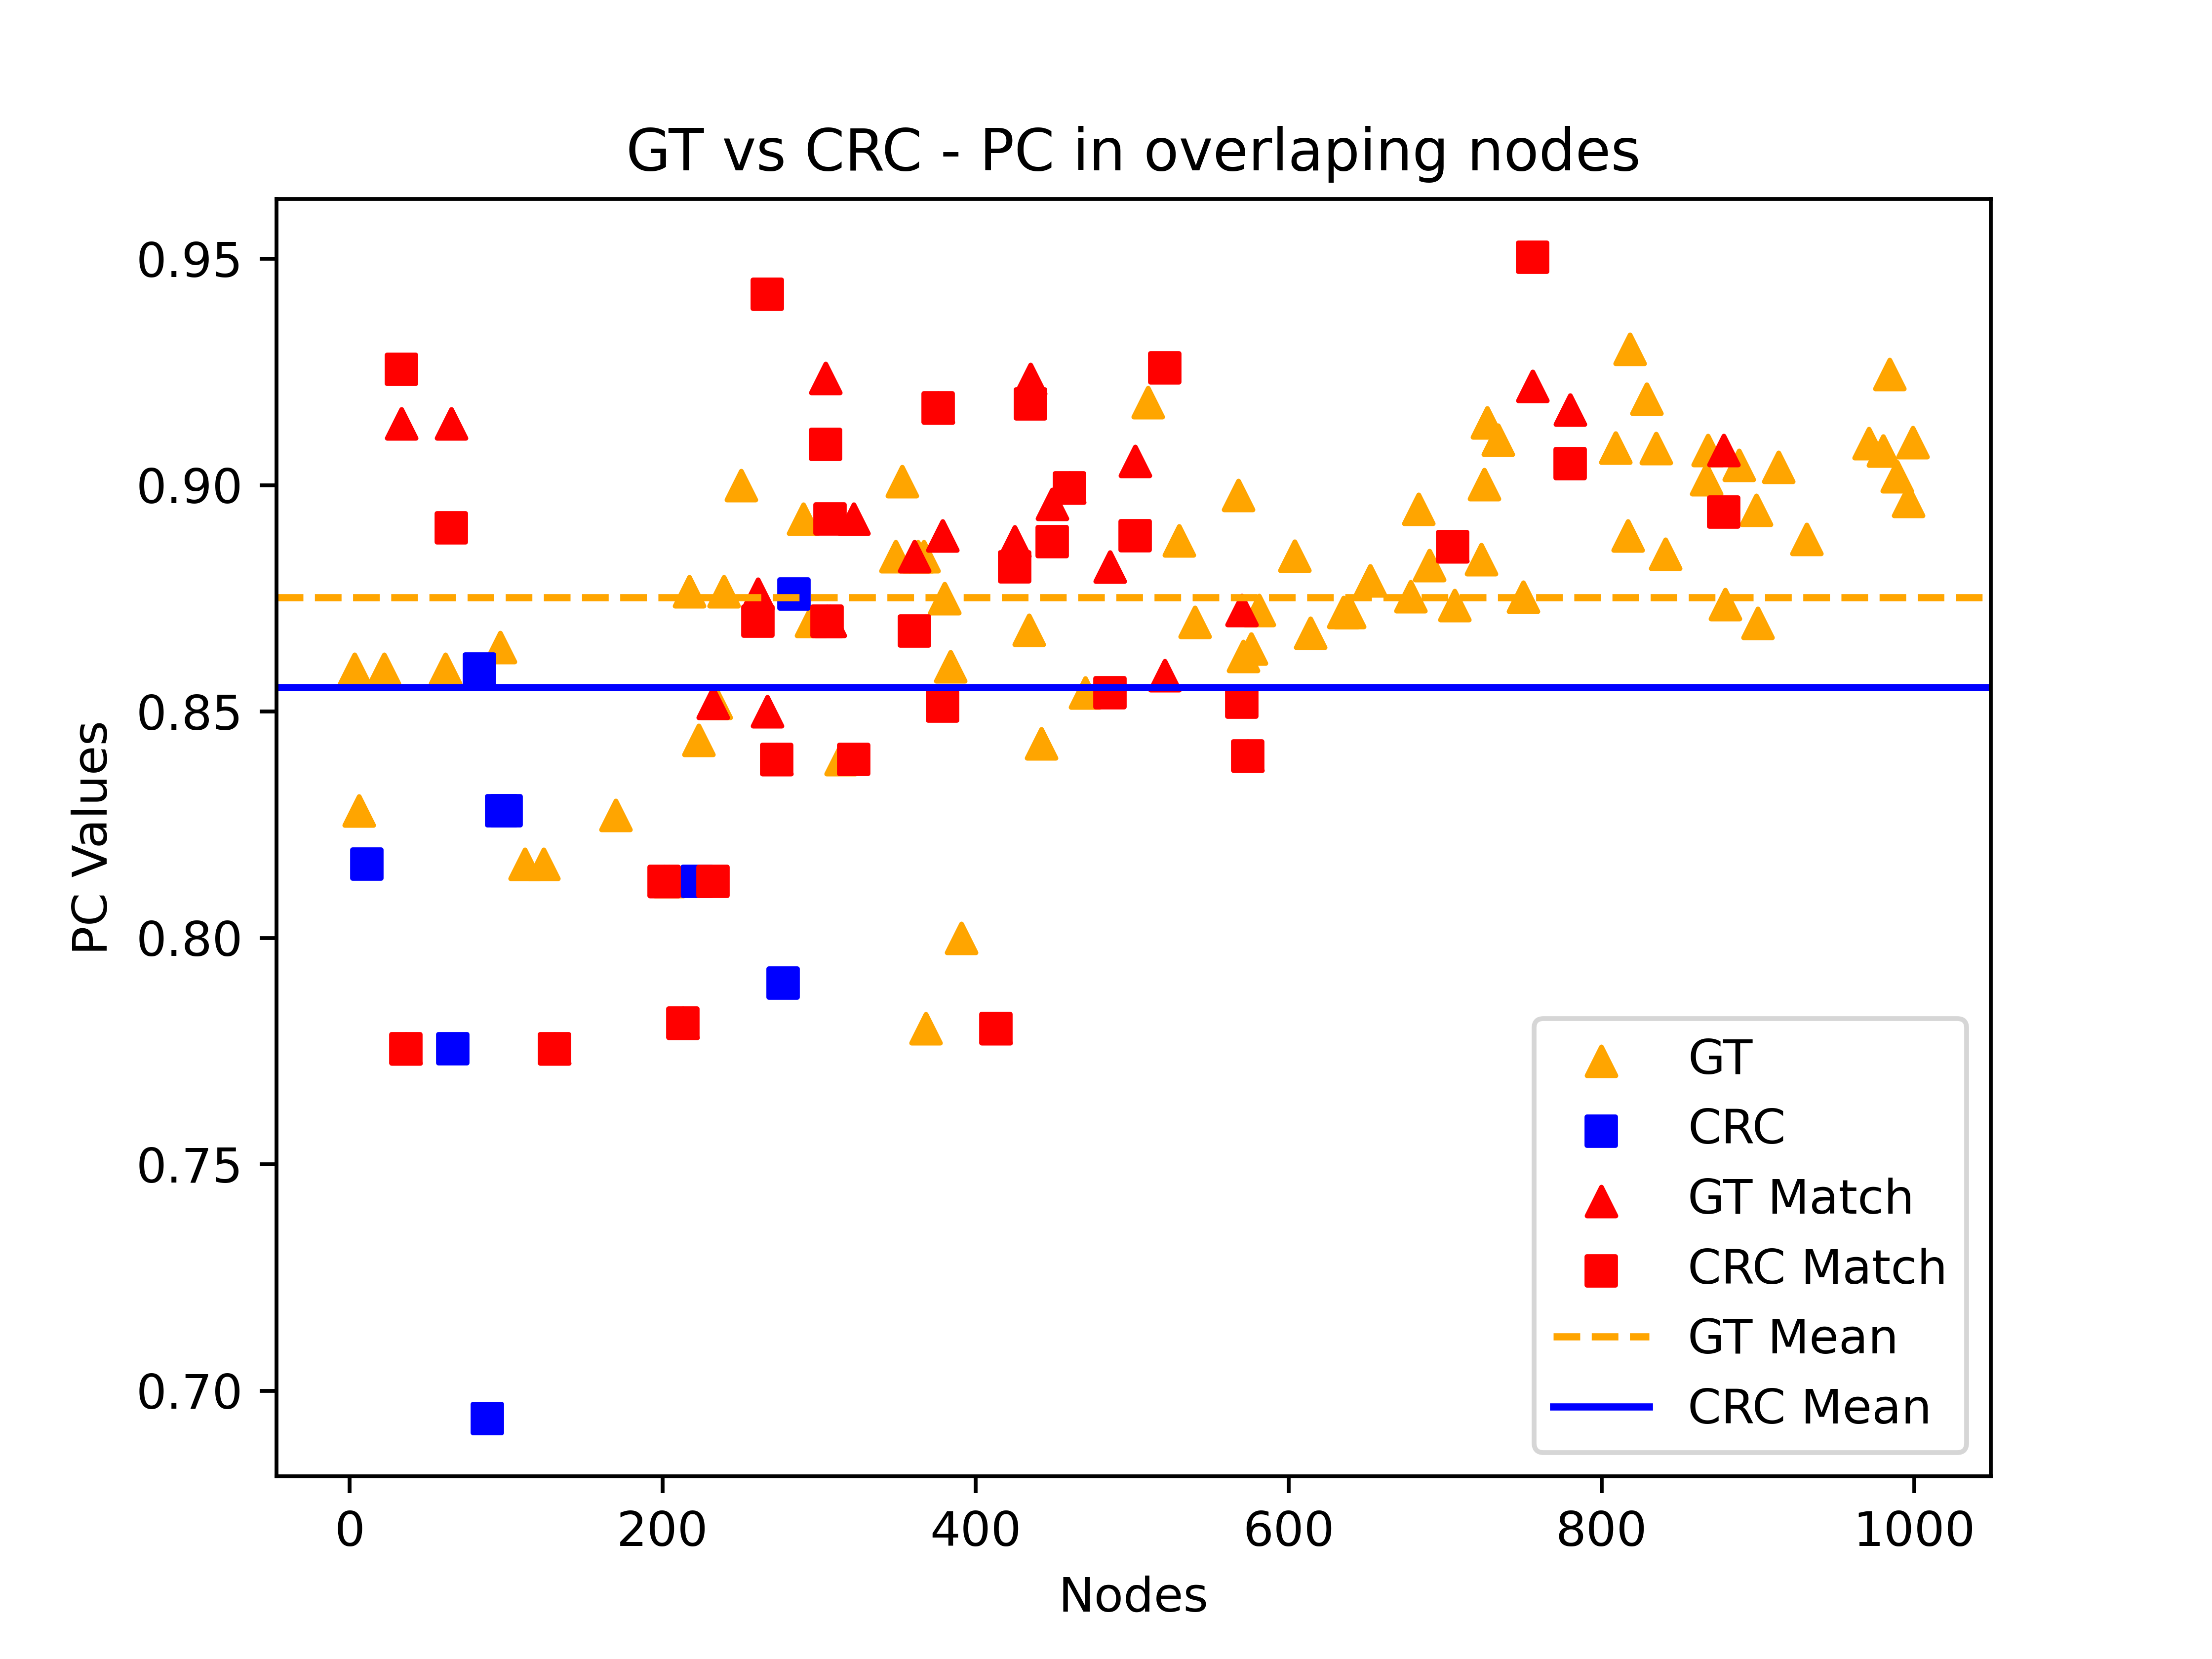 GT vs CRC - PC in overlaping nodes
PC Values
0.95
0.90
0.85
0.80
0.75
0.70
0 200 400 600 800 1000
Nodes
GT
CRC
GT Match
CRC Match
GT Mean
CRC Mean